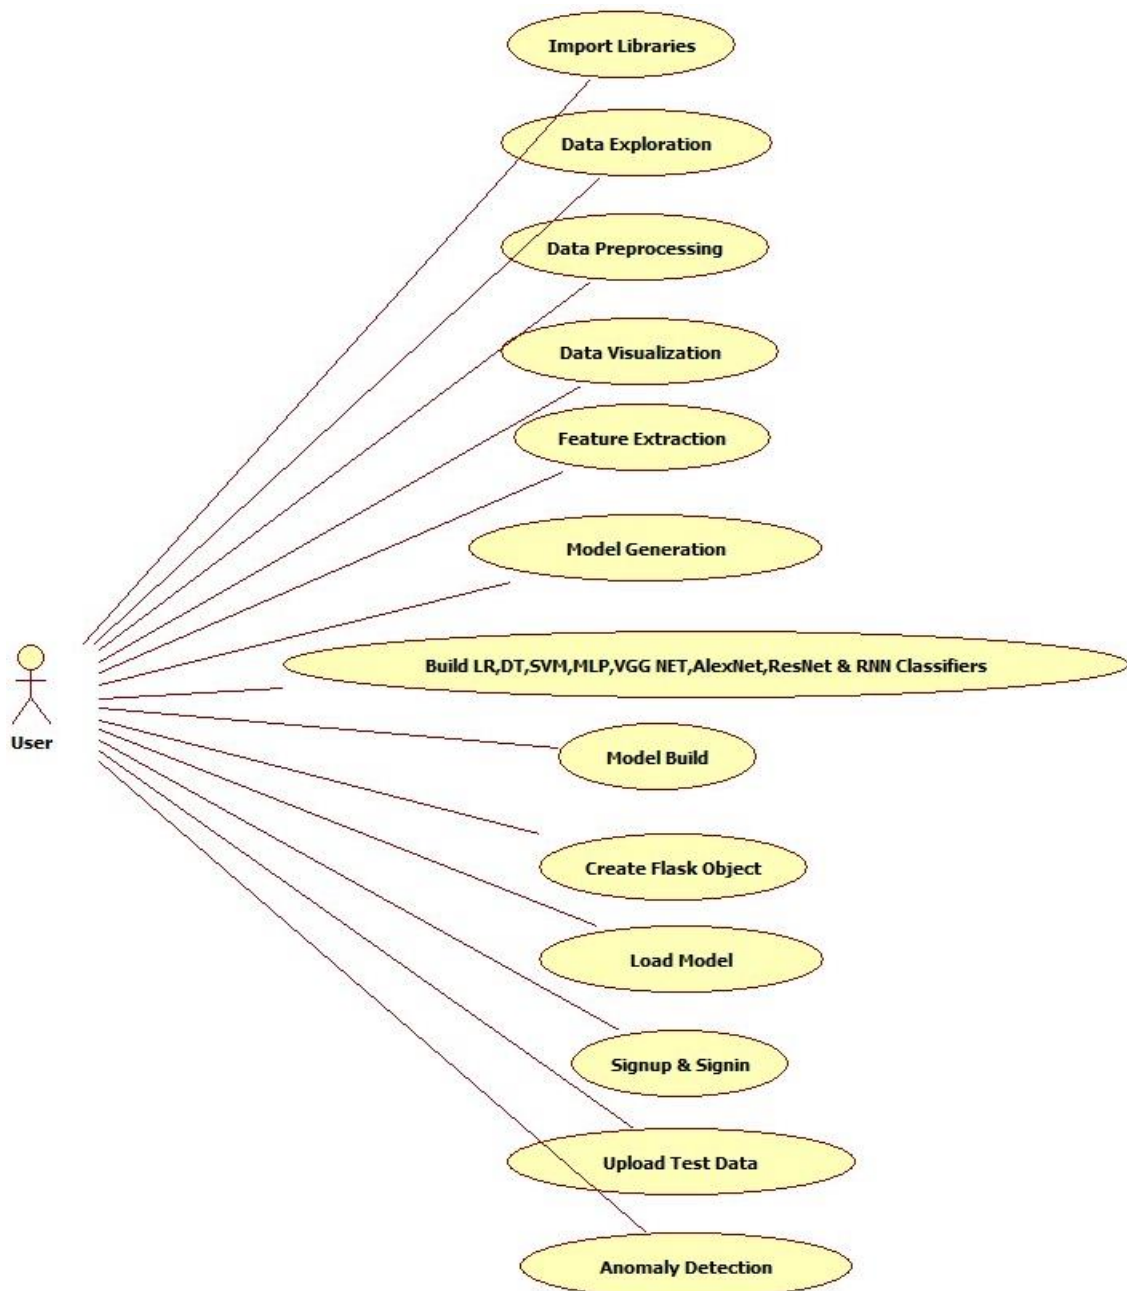 Import Libraries
Data Exploration
Data Preprocessing
Data Visualization
Feature Extraction
Model Generation
Build LR,DT,SVM,MLP,VGG NET,AlexNet,ResNet & RNN Classifiers
User
Model Build
Create Flask Object
Load Model
Signup & Signin
Upload Test Data
Anomaly Detection